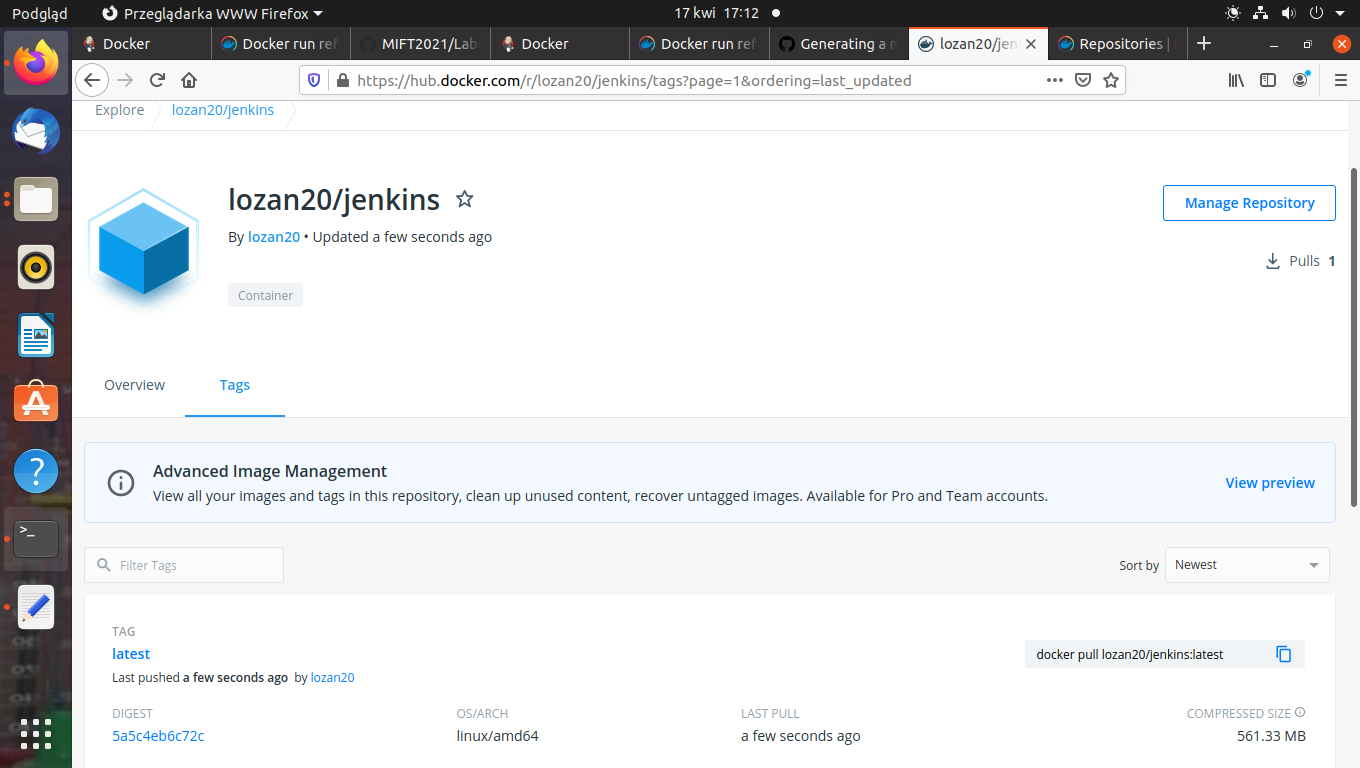 Podgląd Przeglądarka WWW Firefox 17 kwi 17:12
Docker Docker run ref MIFT2021/Lab Docker Docker run ref Generating a n lozan20/jen Repositories |
https://hub.docker.com/r/lozan20/jenkins/tags?page=1&ordering=last_updated
Explore lozan20/jenkins
lozan20/jenkins
Manage Repository
By lozan20 • Updated a few seconds ago
Pulls 1
Container
Overview Tags
Advanced Image Management
View all your images and tags in this repository, clean up unused content, recover untagged images. Available for Pro and Team accounts.
View preview
Filter Tags Sort by Newest
TAG
latest
docker pull lozan20/jenkins:latest
Last pushed a few seconds ago by lozan20
DIGEST OS/ARCH LAST PULL COMPRESSED SIZE
5a5c4eb6c72c linux/amd64 a few seconds ago 561.33 MB